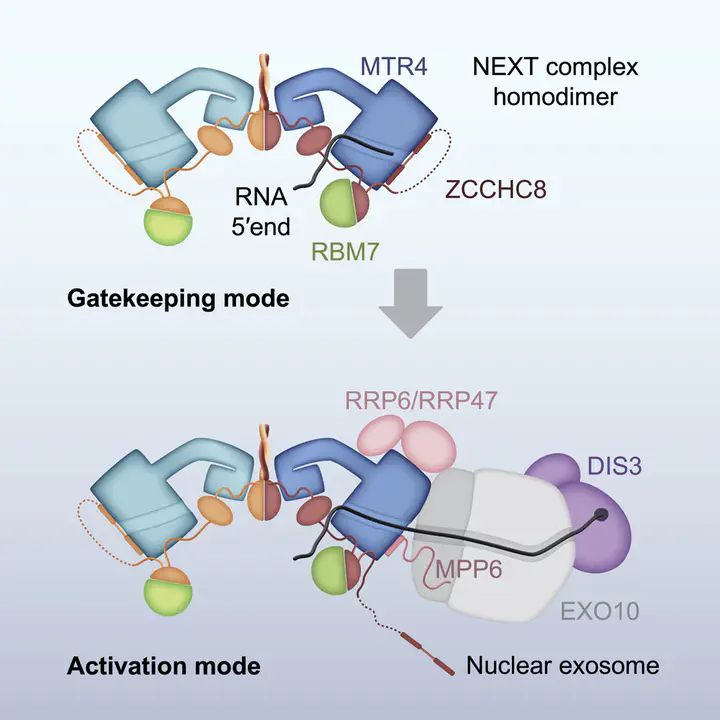 MTR4
NEXT complex
homodimer
ZCCHC8
RNA
5′end
RBM7
Gatekeeping mode
RRP6/RRP47
DIS3
MPP6
EXO10
Activation mode
Nuclear exosome